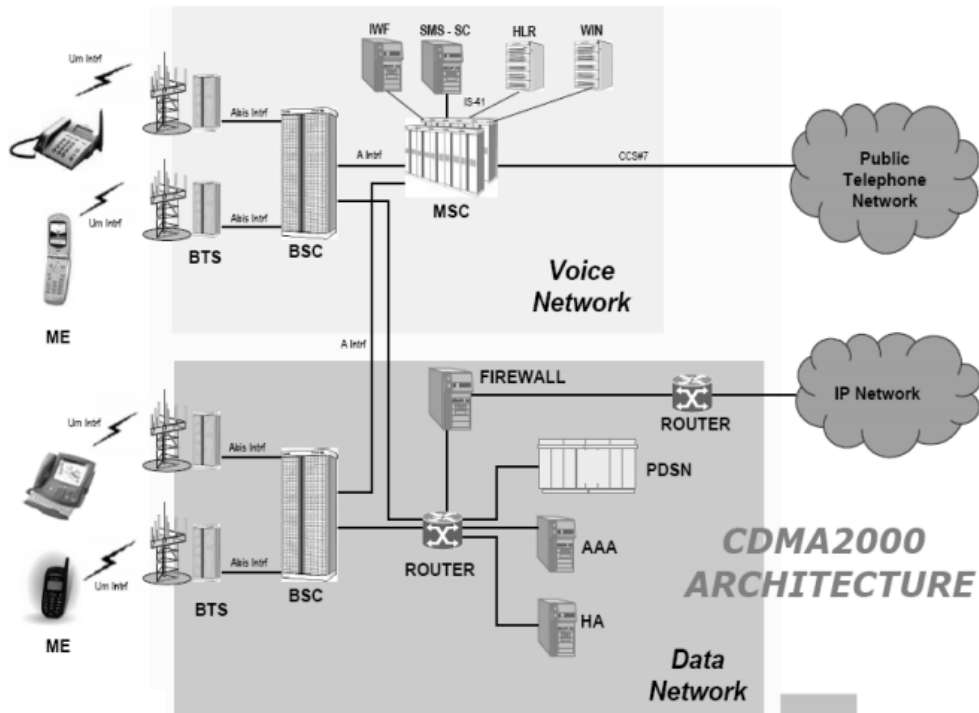 IWF
SMS - SC
HLR
WIN
Um Intrf
Abis Intrf
IS-41
A Intrf
CCS#7
Public
Telephone
Network
MSC
Um Intrf
Abis Intrf
BTS
BSC
Voice
Network
ME
A Intrf
FIREWALL
IP Network
ROUTER
Um Intrf
Abis Intrf
PDSN
CDMA2000
ARCHITECTURE
AAA
ROUTER
Um Intrf
Abis Intrf
BTS
BSC
HA
ME
Data
Network